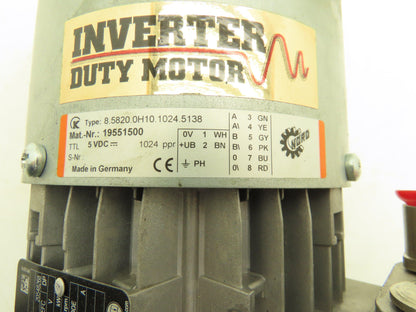 INVERTER
DUTY MOTOR
Type: 8.5820.0H10.1024.5138
Mat.-Nr.: 19551500
TTL 5 VDC 1024 ppr
S-Nr
Made in Germany CE
0V 1 WH
+UB 2 BN
PH
A 3 GN
A\ 4 YE
B 5 GY
B\ 6 PK
0 7 BU
0\ 8 RD
NORD